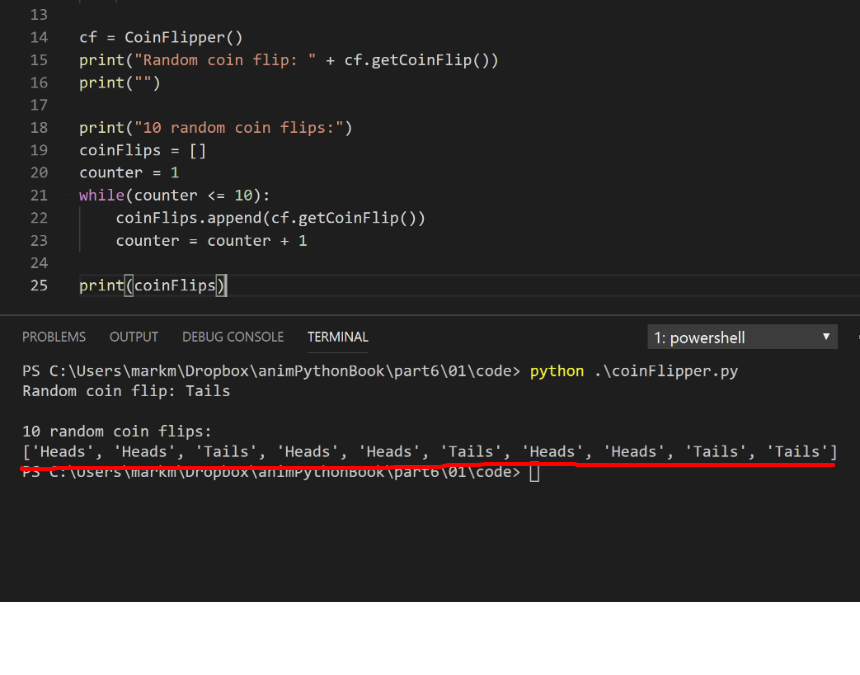 13
14 cf = CoinFlipper()
15 print("Random coin flip: " + cf.getCoinFlip())
16 print("")
17
18 print("10 random coin flips:")
19 coinFlips = []
20 counter = 1
21 while(counter <= 10):
22     coinFlips.append(cf.getCoinFlip())
23     counter = counter + 1
24
25 print(coinFlips)
PROBLEMS OUTPUT DEBUG CONSOLE TERMINAL 1: powershell
PS C:\Users\markm\Dropbox\animPythonBook\part6\01\code> python .\coinFlipper.py
Random coin flip: Tails
10 random coin flips:
['Heads', 'Heads', 'Tails', 'Heads', 'Heads', 'Tails', 'Heads', 'Heads', 'Tails', 'Tails']
PS C:\Users\markm\Dropbox\animPythonBook\part6\01\code>